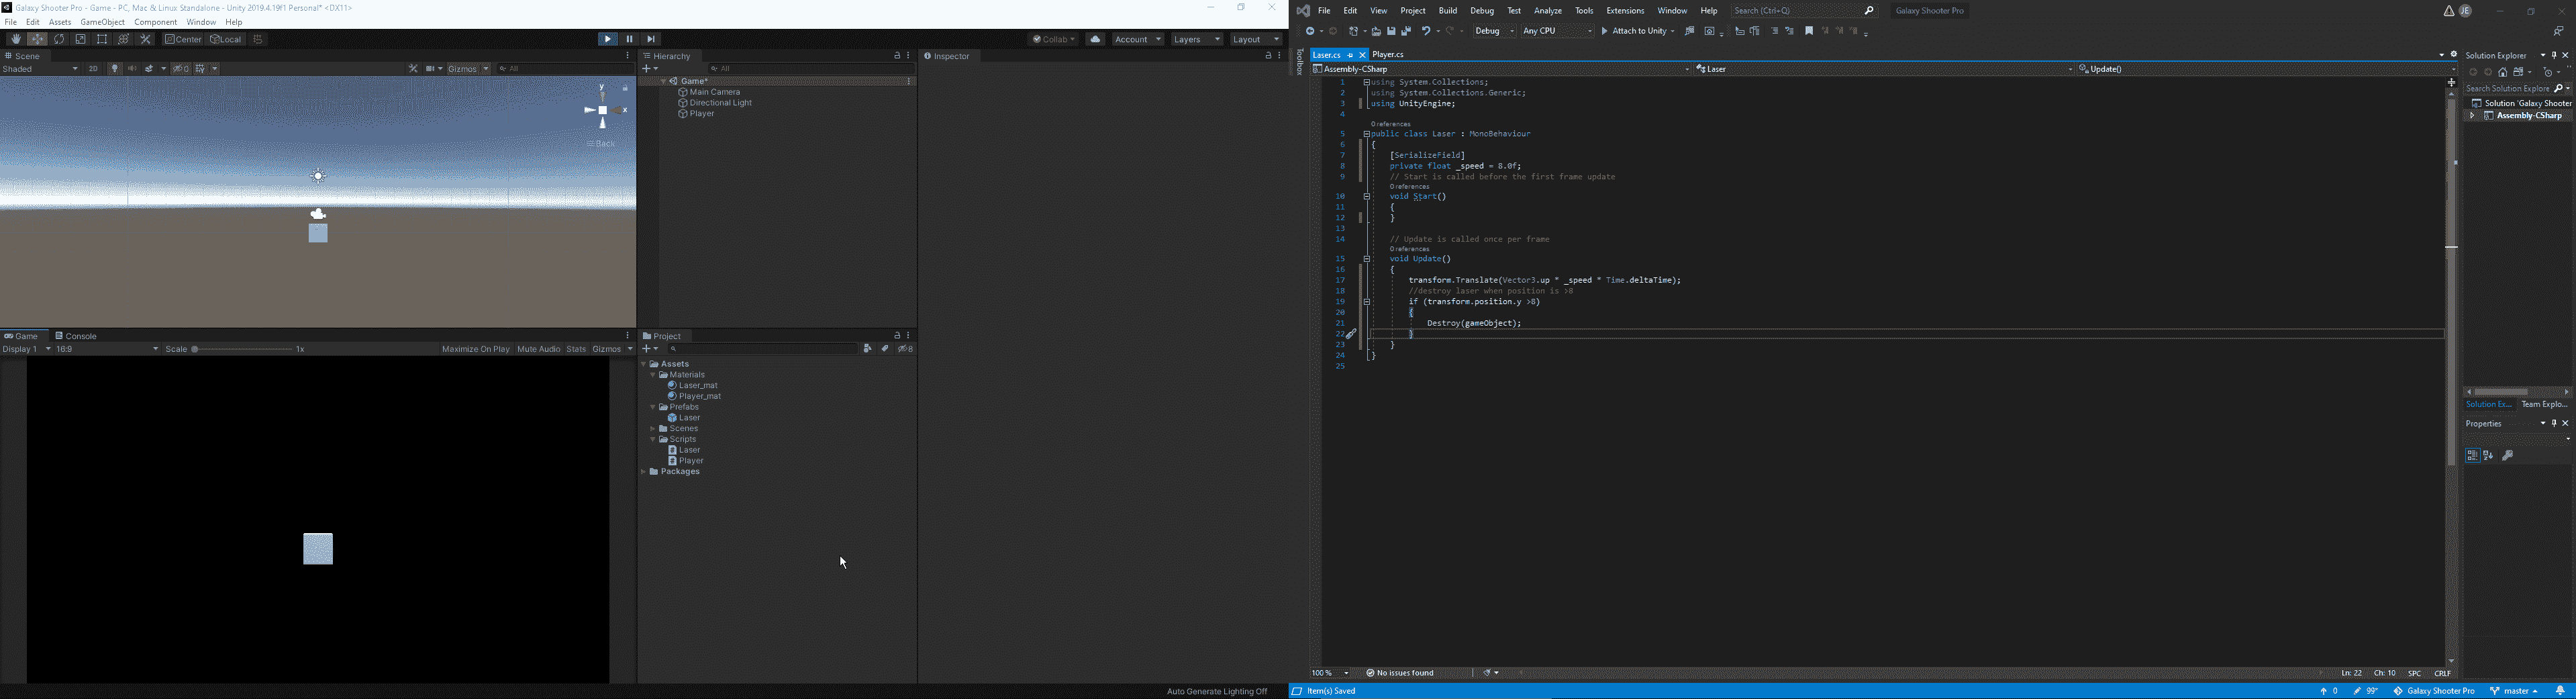 Galaxy Shooter Pro - Game - PC, Mac & Linux Standalone - Unity 2019.4.19f1 Personal* <DX11>
File Edit Assets GameObject Component Window Help
Center Local
Collab Account Layers Layout
Scene
Shaded 2D 0 Gizmos All
y
x
Back
Hierarchy
All
Game*
Main Camera
Directional Light
Player
Inspector
Game Console
Display 1 16:9 Scale 1x Maximize On Play Mute Audio Stats Gizmos
Project
8
Assets
Materials
Laser_mat
Player_mat
Prefabs
Laser
Scenes
Scripts
Laser
Player
Packages
Auto Generate Lighting Off
File Edit View Project Build Debug Test Analyze Tools Extensions Window Help Search (Ctrl+Q) Galaxy Shooter Pro JE
Debug Any CPU Attach to Unity
Toolbox
Laser.cs Player.cs
Assembly-CSharp Laser Update()
1 using System.Collections;
2 using System.Collections.Generic;
3 using UnityEngine;
4
0 references
5 public class Laser : MonoBehaviour
6 {
7 [SerializeField]
8 private float _speed = 8.0f;
9 // Start is called before the first frame update
0 references
10 void Start()
11 {
12 }
13
14 // Update is called once per frame
0 references
15 void Update()
16 {
17 transform.Translate(Vector3.up * _speed * Time.deltaTime);
18 //destroy laser when position is >8
19 if (transform.position.y >8)
20 {
21 Destroy(gameObject);
22 }
23 }
24 }
25
100 % No issues found Ln: 22 Ch: 10 SPC CRLF
Item(s) Saved 0 99+ Galaxy Shooter Pro master
Solution Explorer
Search Solution Explore
Solution 'Galaxy Shooter
Assembly-CSharp
Solution Ex... Team Explo...
Properties